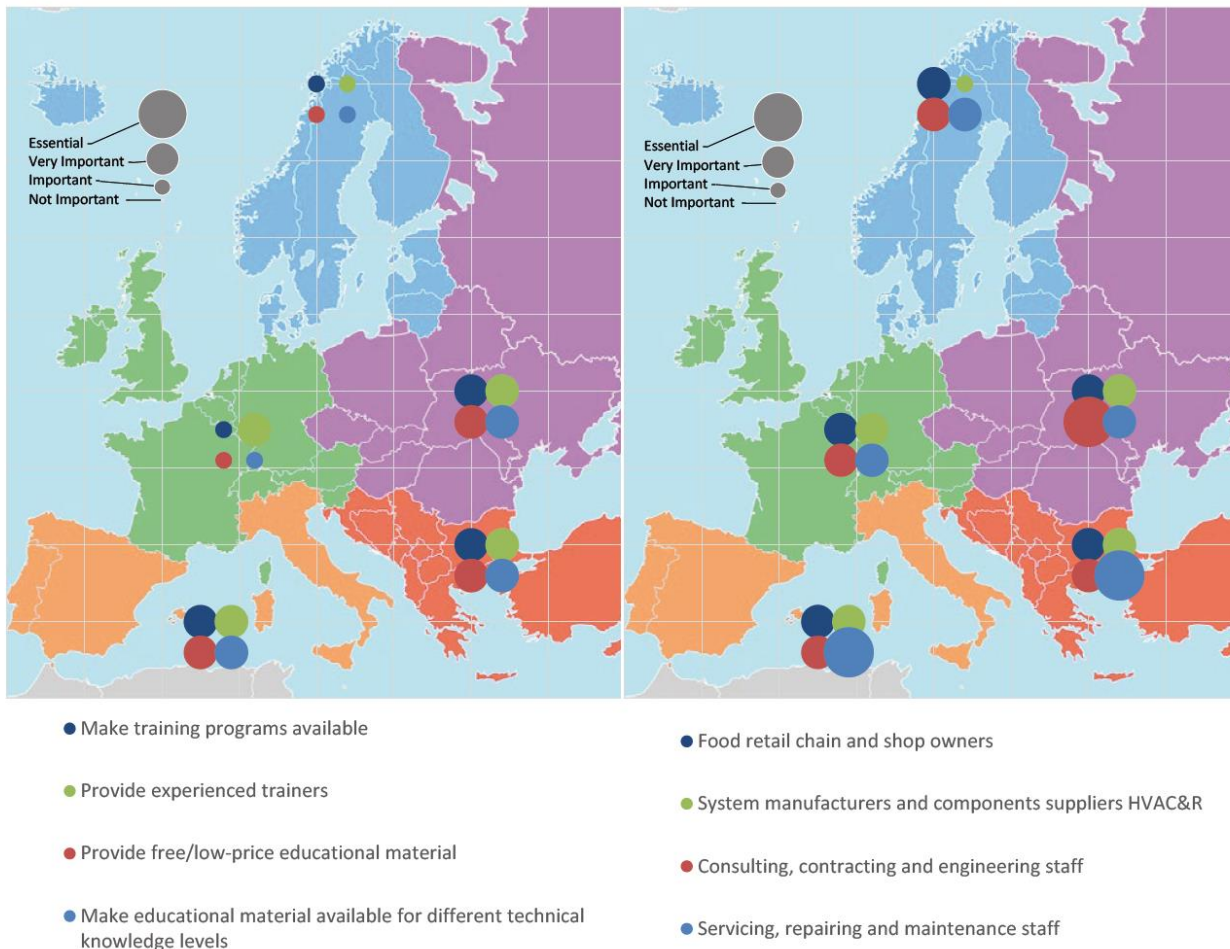 Essential
Very Important
Important
Not Important
Essential
Very Important
Important
Not Important
Make training programs available
Provide experienced trainers
Provide free/low-price educational material
Make educational material available for different technical
knowledge levels
Food retail chain and shop owners
System manufacturers and components suppliers HVAC&R
Consulting, contracting and engineering staff
Servicing, repairing and maintenance staff